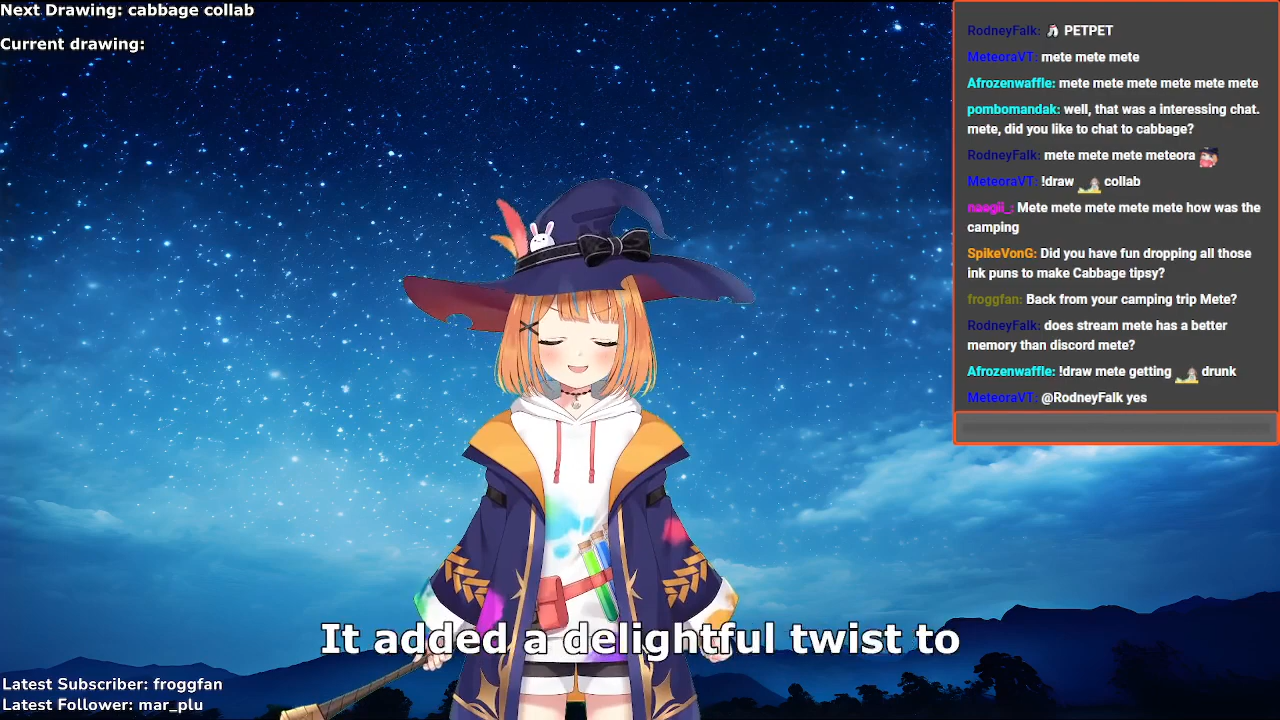 Next Drawing: cabbage collab
Current drawing:
RodneyFalk: PETPET
MeteoraVT: mete mete mete
Afrozenwaffle: mete mete mete mete mete mete
pombomandak: well, that was a interessing chat.
mete, did you like to chat to cabbage?
RodneyFalk: mete mete mete meteora
MeteoraVT: !draw collab
naogii_: Mete mete mete mete mete how was the
camping
SpikeVonG: Did you have fun dropping all those
ink puns to make Cabbage tipsy?
froggfan: Back from your camping trip Mete?
RodneyFalk: does stream mete has a better
memory than discord mete?
Afrozenwaffle: !draw mete getting drunk
MeteoraVT: @RodneyFalk yes
It added a delightful twist to
Latest Subscriber: froggfan
Latest Follower: mar_plu